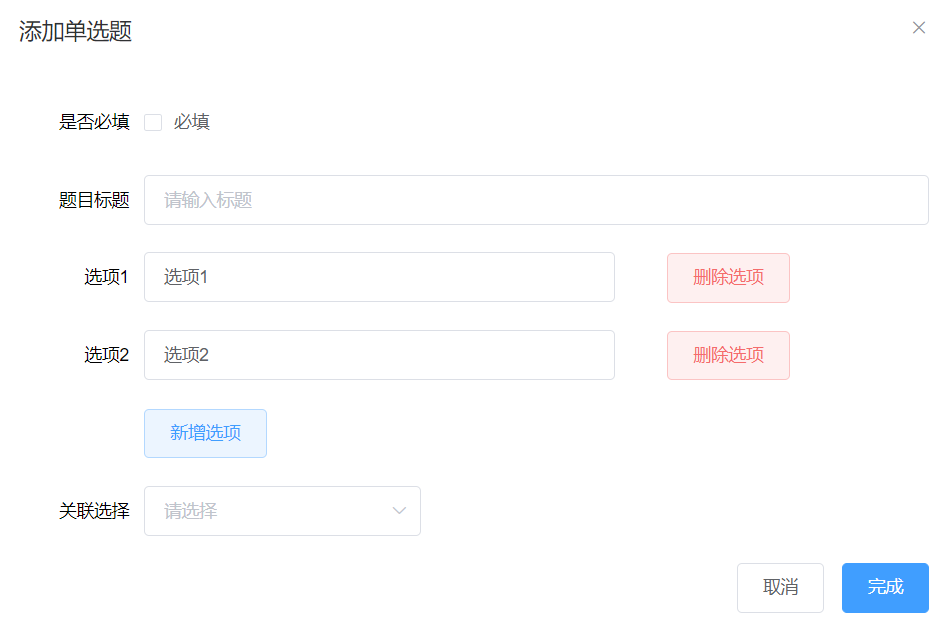 添加单选题
是否必填 必填
题目标题 请输入标题
选项1 选项1 删除选项
选项2 选项2 删除选项
新增选项
关联选择 请选择
取消 完成